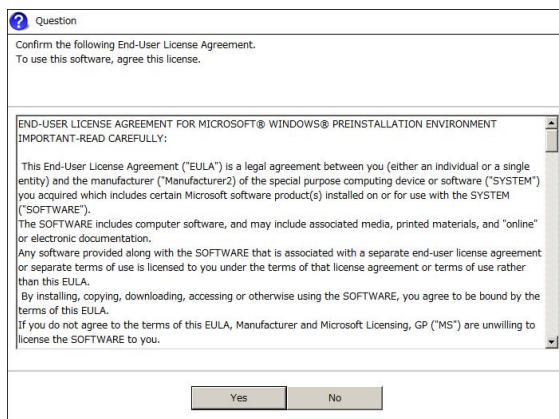 Question
Confirm the following End-User License Agreement.
To use this software, agree this license.
END-USER LICENSE AGREEMENT FOR MICROSOFT® WINDOWS® PREINSTALLATION ENVIRONMENT
IMPORTANT-READ CAREFULLY:
This End-User License Agreement ("EULA") is a legal agreement between you (either an individual or a single
entity) and the manufacturer ("Manufacturer2) of the special purpose computing device or software ("SYSTEM")
you acquired which includes certain Microsoft software product(s) installed on or for use with the SYSTEM
("SOFTWARE").
The SOFTWARE includes computer software, and may include associated media, printed materials, and "online"
or electronic documentation.
Any software provided along with the SOFTWARE that is associated with a separate end-user license agreement
or separate terms of use is licensed to you under the terms of that license agreement or terms of use rather
than this EULA.
By installing, copying, downloading, accessing or otherwise using the SOFTWARE, you agree to be bound by the
terms of this EULA.
If you do not agree to the terms of this EULA, Manufacturer and Microsoft Licensing, GP ("MS") are unwilling to
license the SOFTWARE to you.
Yes
No